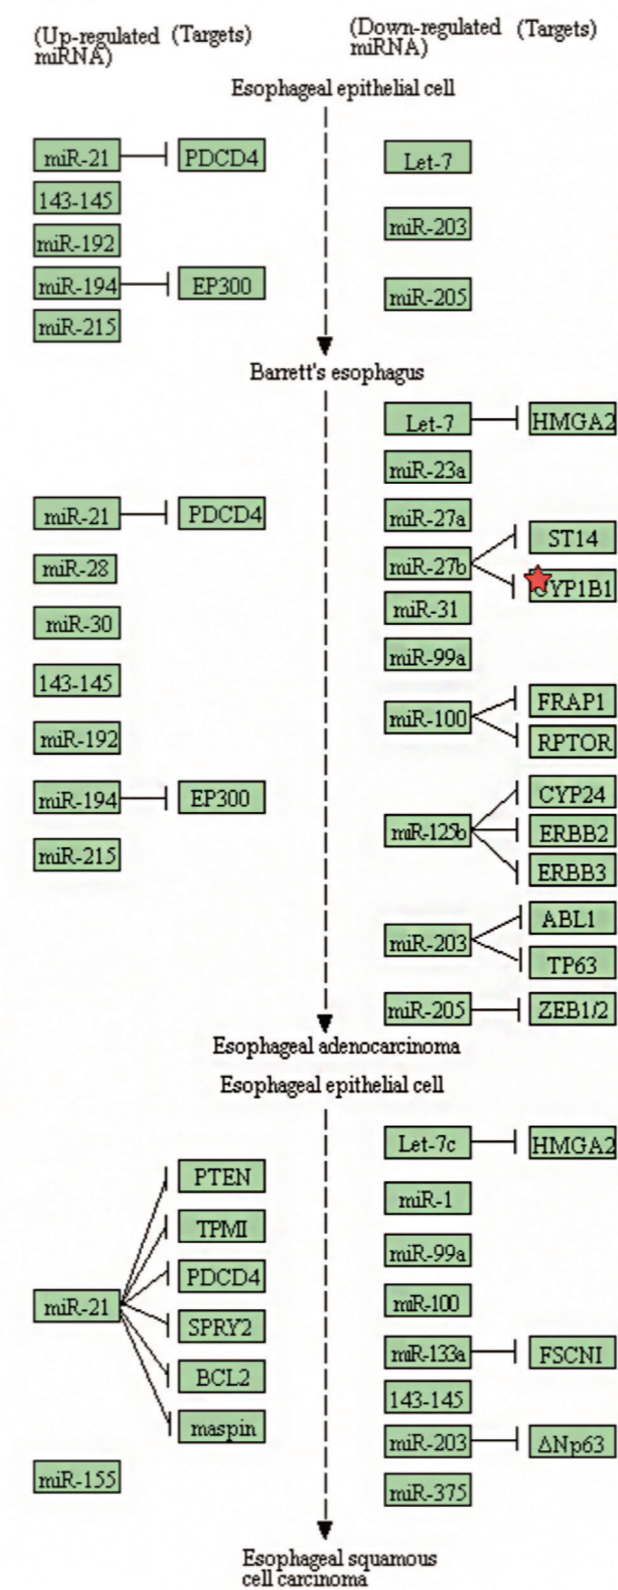 (Up-regulated (Targets)
miRNA)
(Down-regulated (Targets)
miRNA)
Esophageal epithelial cell
miR-21 PDCD4
143-145
miR-192
miR-194 EP300
miR-215
Let-7
miR-203
miR-205
Barrett's esophagus
miR-21 PDCD4
miR-28
miR-30
143-145
miR-192
miR-194 EP300
miR-215
Let-7 HMGA2
miR-23a
miR-27a
miR-27b ST14
CYP1B1
miR-31
miR-99a
miR-100 FRAP1
RPTOR
miR-125b CYP24
ERBB2
ERBB3
miR-203 ABL1
TP63
miR-205 ZEB1/2
Esophageal adenocarcinoma
Esophageal epithelial cell
miR-21 PTEN
TPMI
PDCD4
SPRY2
BCL2
maspin
miR-155
Let-7c HMGA2
miR-1
miR-99a
miR-100
miR-133a FSCNI
143-145
miR-203 ΔNp63
miR-375
Esophageal squamous
cell carcinoma